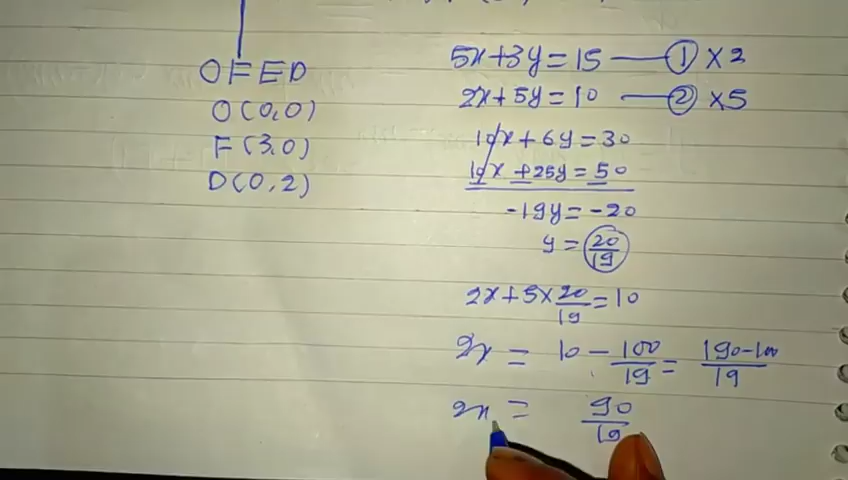 OFED
O(0,0)
F(3,0)
D(0,2)
5x+3y=15 — ① ×2
2x+5y=10 — ② ×5
10x+6y=30
10x+25y=50
-19y=-20
y=20/19
2x+5×20/19=10
2x = 10 - 100/19 = 190-100/19
2x = 90/19